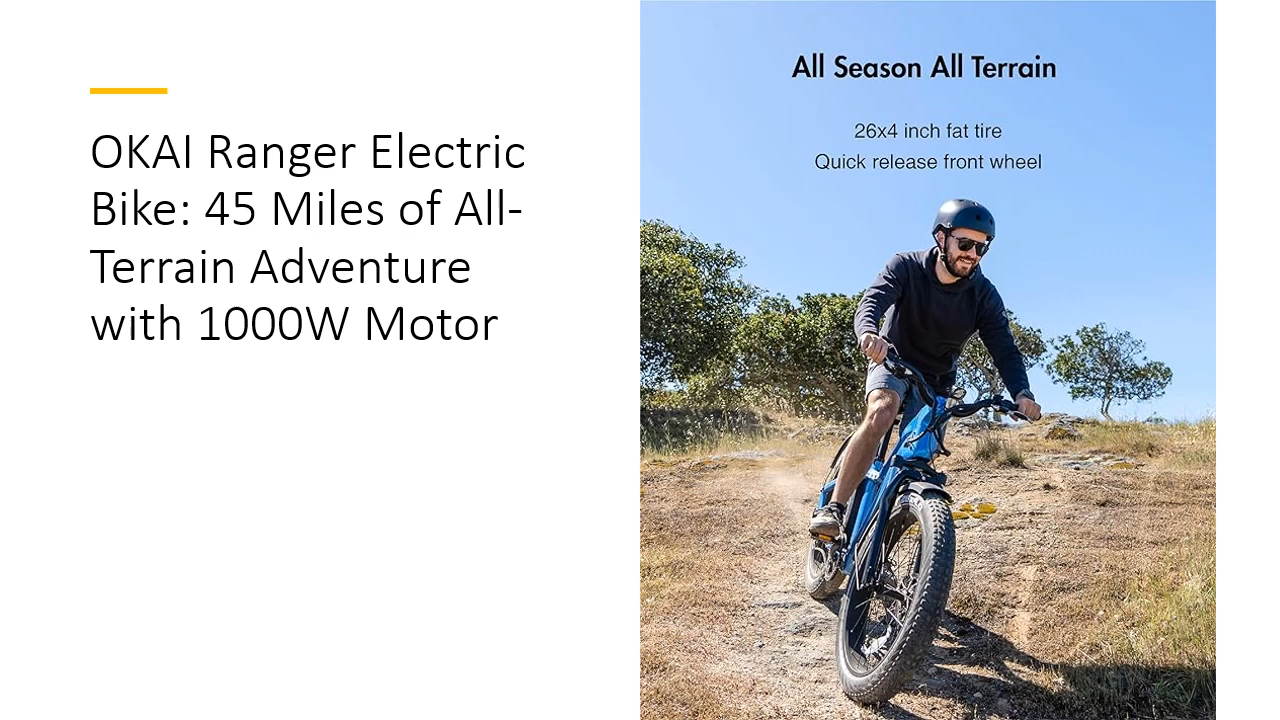 OKAI Ranger Electric
Bike: 45 Miles of All-
Terrain Adventure
with 1000W Motor
All Season All Terrain
26x4 inch fat tire
Quick release front wheel